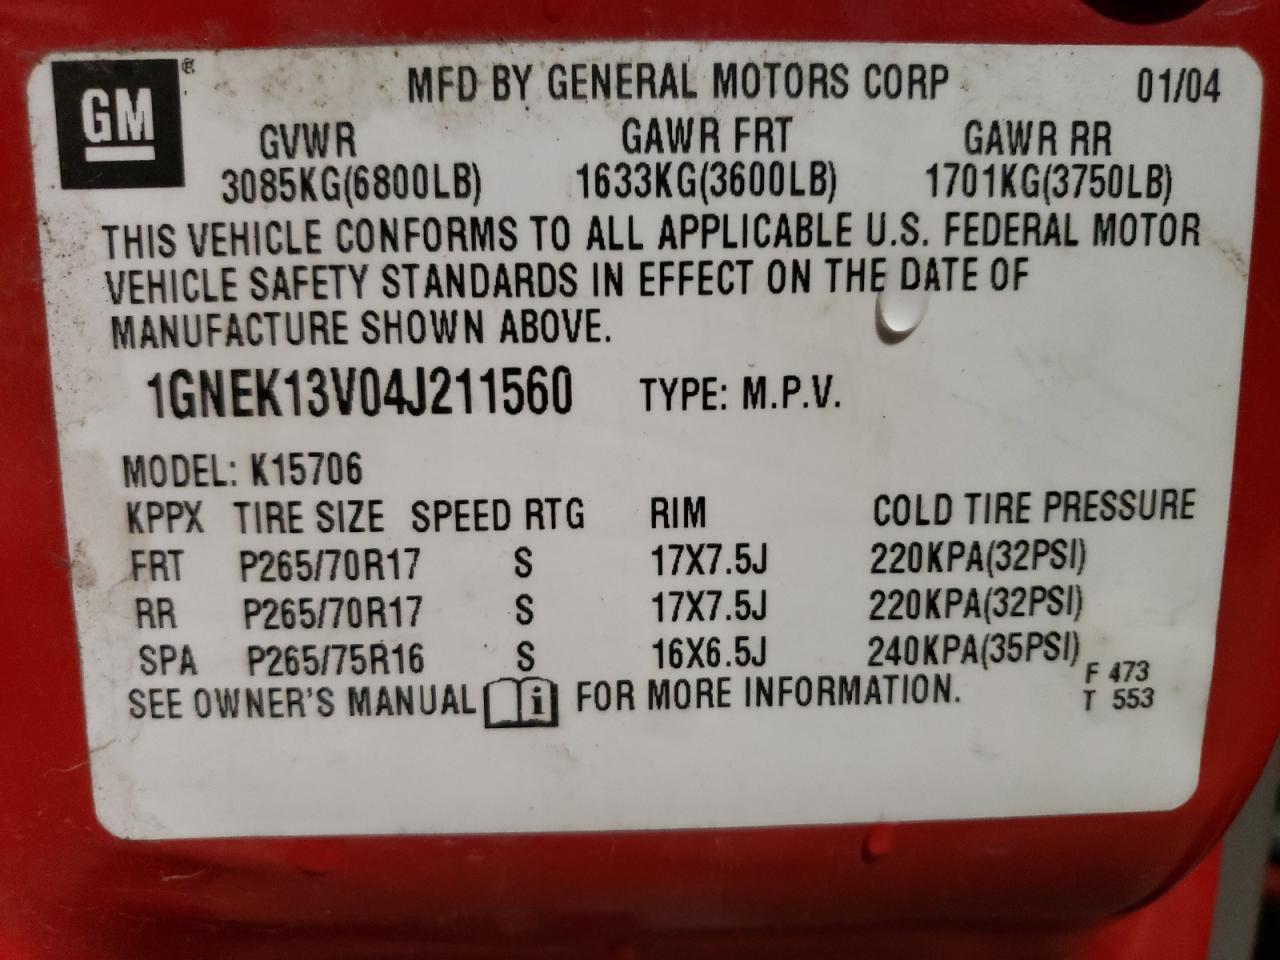 GM ®
MFD BY GENERAL MOTORS CORP 01/04
GVWR GAWR FRT GAWR RR
3085KG(6800LB) 1633KG(3600LB) 1701KG(3750LB)
THIS VEHICLE CONFORMS TO ALL APPLICABLE U.S. FEDERAL MOTOR
VEHICLE SAFETY STANDARDS IN EFFECT ON THE DATE OF
MANUFACTURE SHOWN ABOVE.
1GNEK13V04J211560 TYPE: M.P.V.
MODEL: K15706
KPPX TIRE SIZE SPEED RTG RIM COLD TIRE PRESSURE
FRT P265/70R17 S 17X7.5J 220KPA(32PSI)
RR P265/70R17 S 17X7.5J 220KPA(32PSI)
SPA P265/75R16 S 16X6.5J 240KPA(35PSI)
SEE OWNER'S MANUAL i FOR MORE INFORMATION.
F 473
T 553